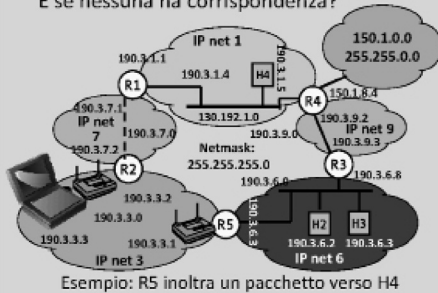 E se nessuna ha corrispondenza?
IP net 1
150.1.0.0
255.255.0.0
190.3.1.1
190.3.1.4
H4
190.3.1.5
R1
R4
150.1.8.4
190.3.7.1
130.192.1.0
190.3.9.2
IP net
7
190.3.7.0
190.3.9.0
IP net 9
190.3.9.3
190.3.7.2
Netmask:
255.255.255.0
R2
R3
190.3.6.8
190.3.3.2
190.3.6.0
190.3.3.0
R5
190.3.6.3
H2
H3
190.3.3.3
190.3.3.1
190.3.6.2
190.3.6.3
IP net 3
IP net 6
Esempio: R5 inoltra un pacchetto verso H4